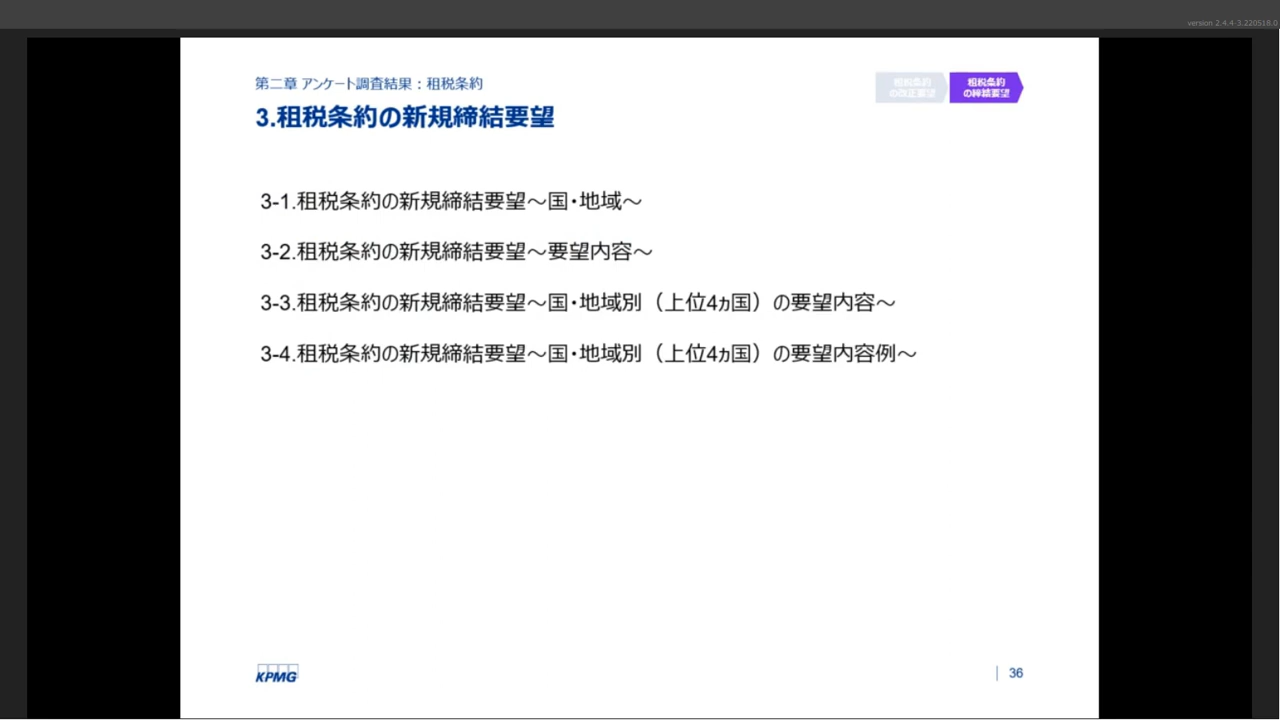 version 2.4.4-3.220518.0
第二章 アンケート調査結果：租税条約
租税条約
の改正要望
租税条約
の締結要望
3.租税条約の新規締結要望
3-1.租税条約の新規締結要望～国・地域～
3-2.租税条約の新規締結要望～要望内容～
3-3.租税条約の新規締結要望～国・地域別（上位4ヵ国）の要望内容～
3-4.租税条約の新規締結要望～国・地域別（上位4ヵ国）の要望内容例～
KPMG
36